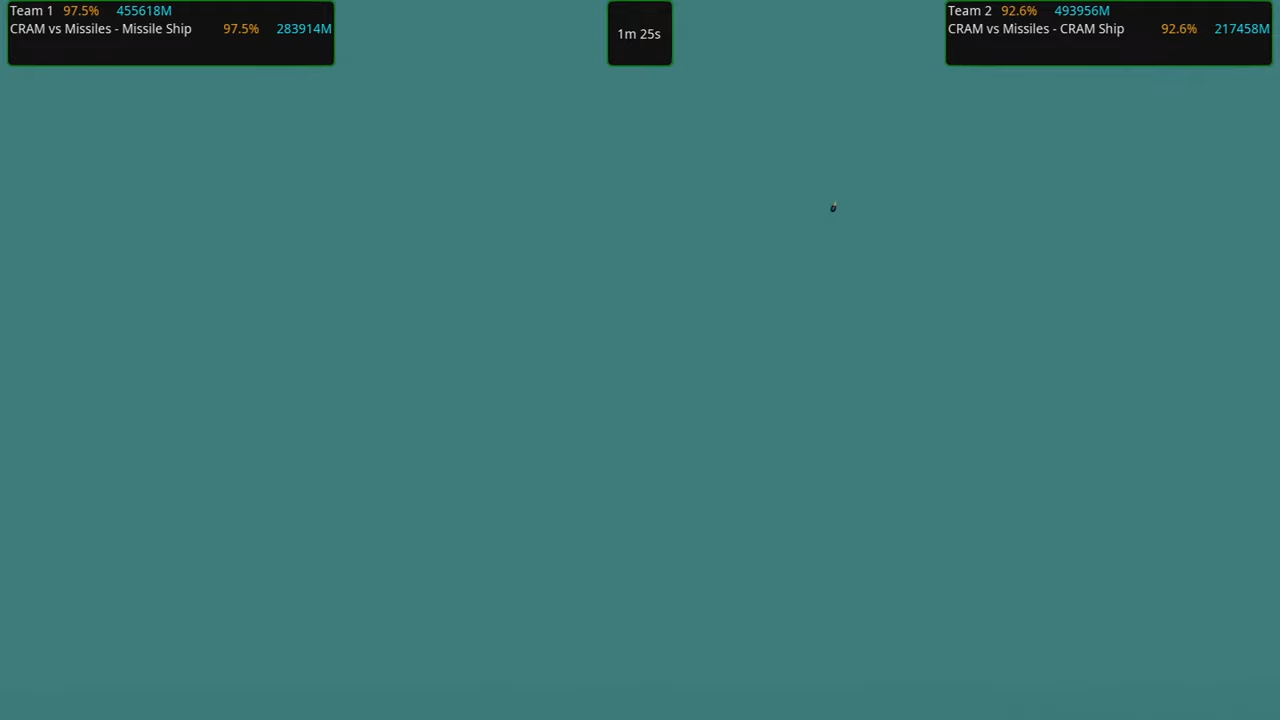 Team 1 97.5% 455618M
CRAM vs Missiles - Missile Ship 97.5% 283914M
1m 25s
Team 2 92.6% 493956M
CRAM vs Missiles - CRAM Ship 92.6% 217458M